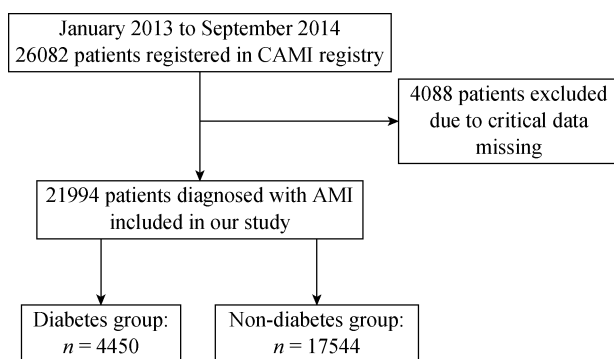 January 2013 to September 2014
26082 patients registered in CAMI registry
4088 patients excluded
due to critical data
missing
21994 patients diagnosed with AMI
included in our study
Diabetes group:
n = 4450
Non-diabetes group:
n = 17544